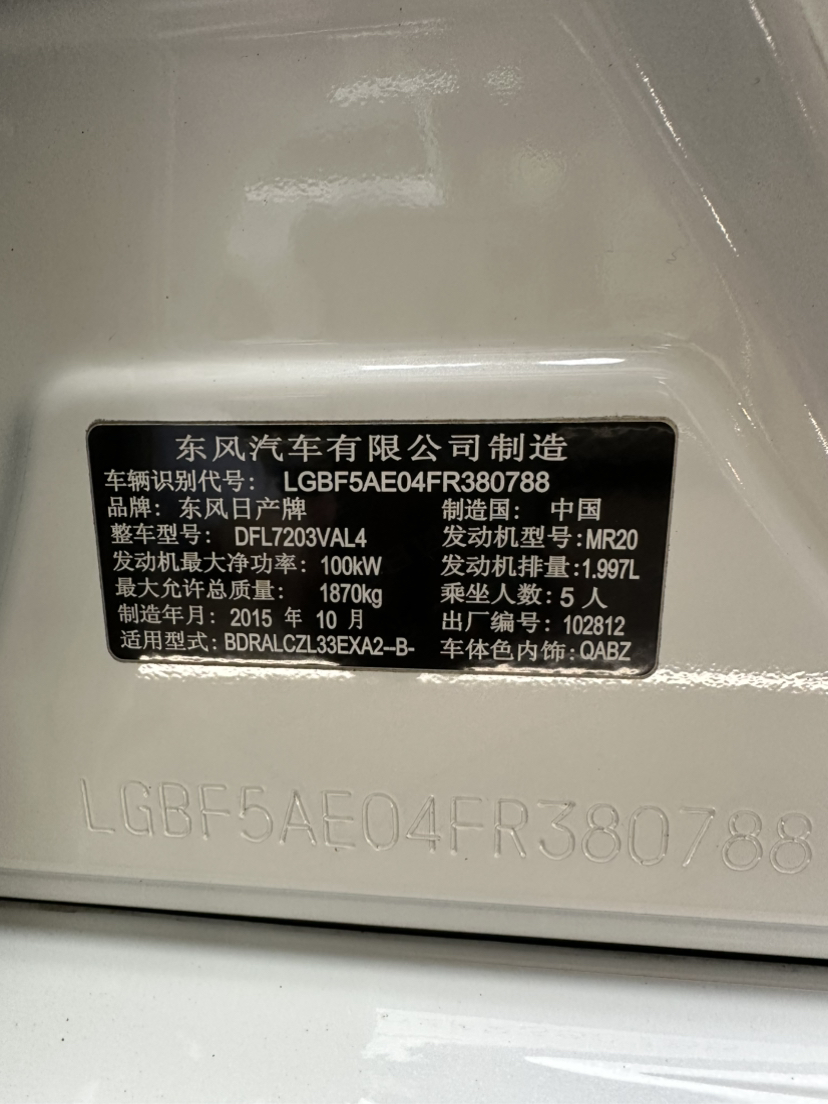 东风汽车有限公司制造
车辆识别代号: LGBF5AE04FR380788
品牌: 东风日产牌 制造国: 中国
整车型号: DFL7203VAL4 发动机型号:MR20
发动机最大净功率: 100kW 发动机排量:1.997L
最大允许总质量: 1870kg 乘坐人数:5人
制造年月: 2015 年 10 月 出厂编号: 102812
适用型式: BDRALCZL33EXA2--B- 车体色内饰:QABZ
LGBF5AE04FR380788